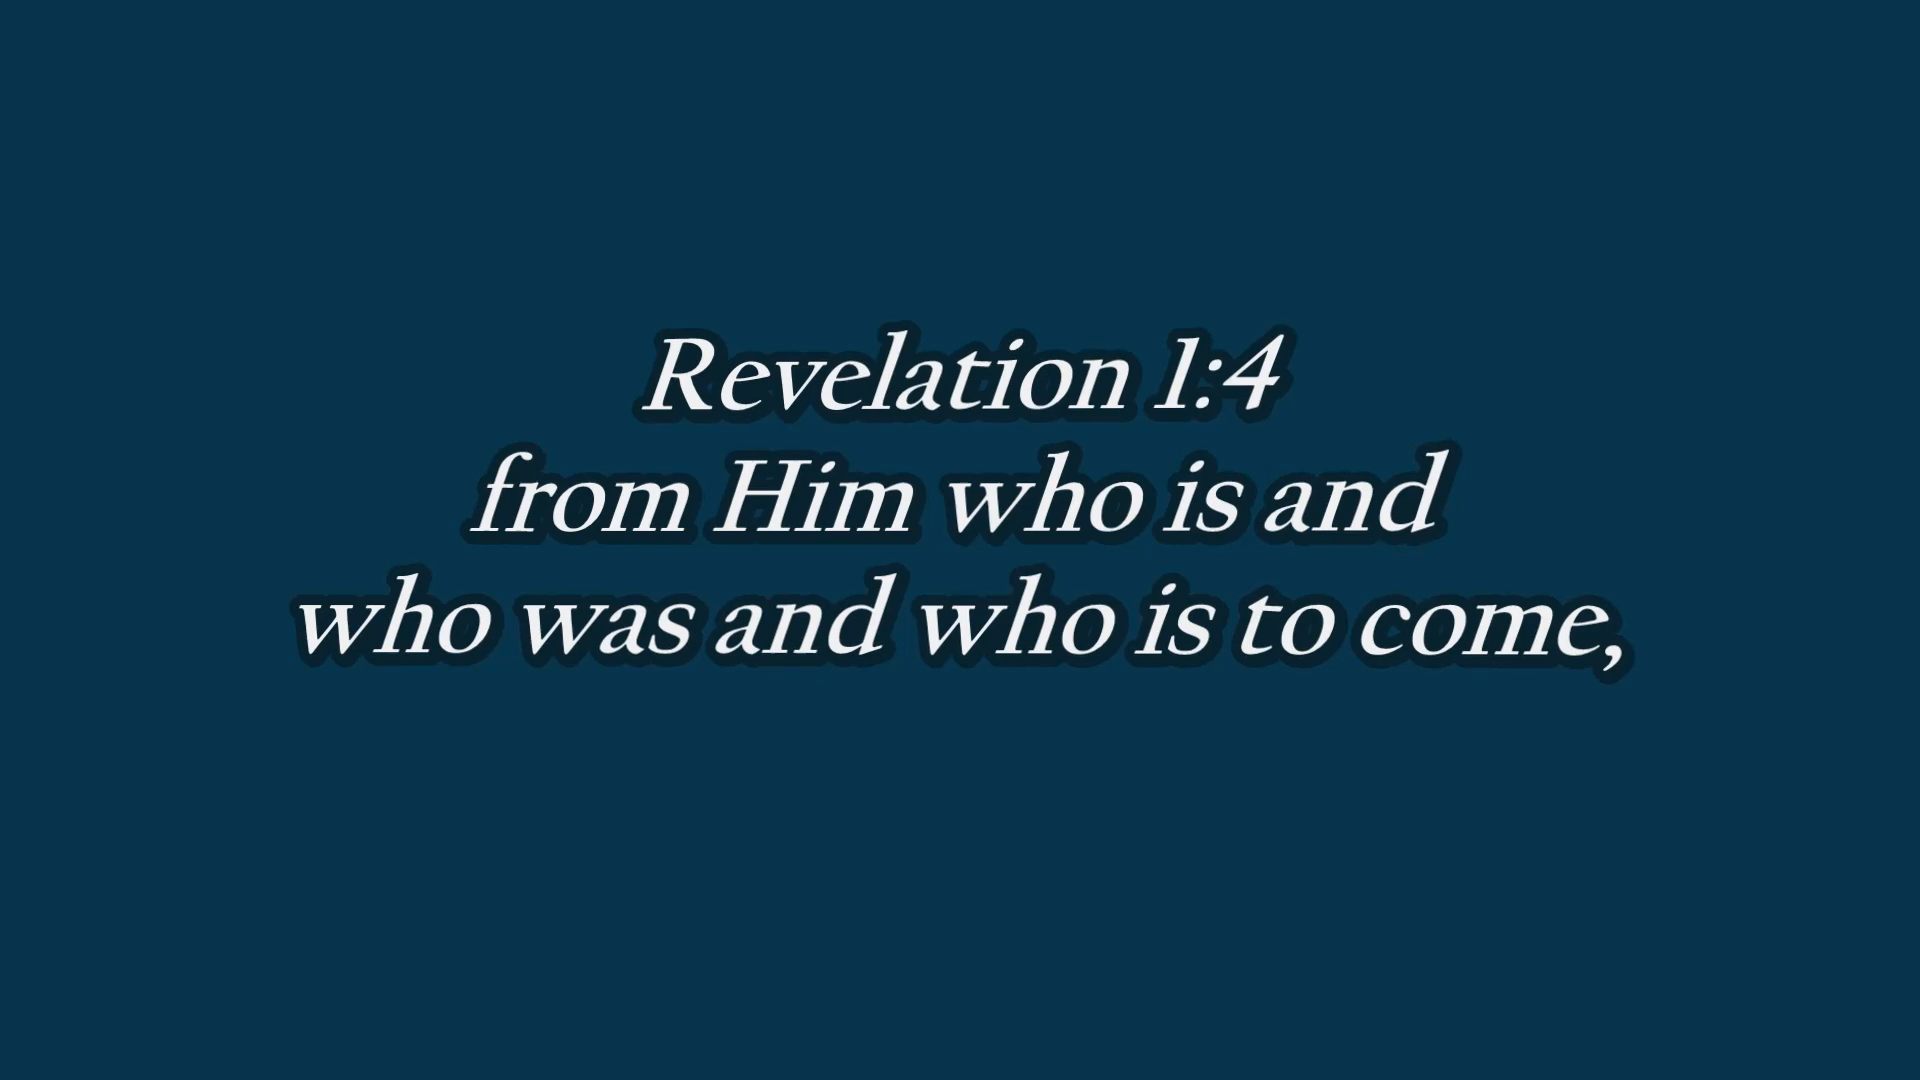 Revelation 1:4
from Him who is and
who was and who is to come,